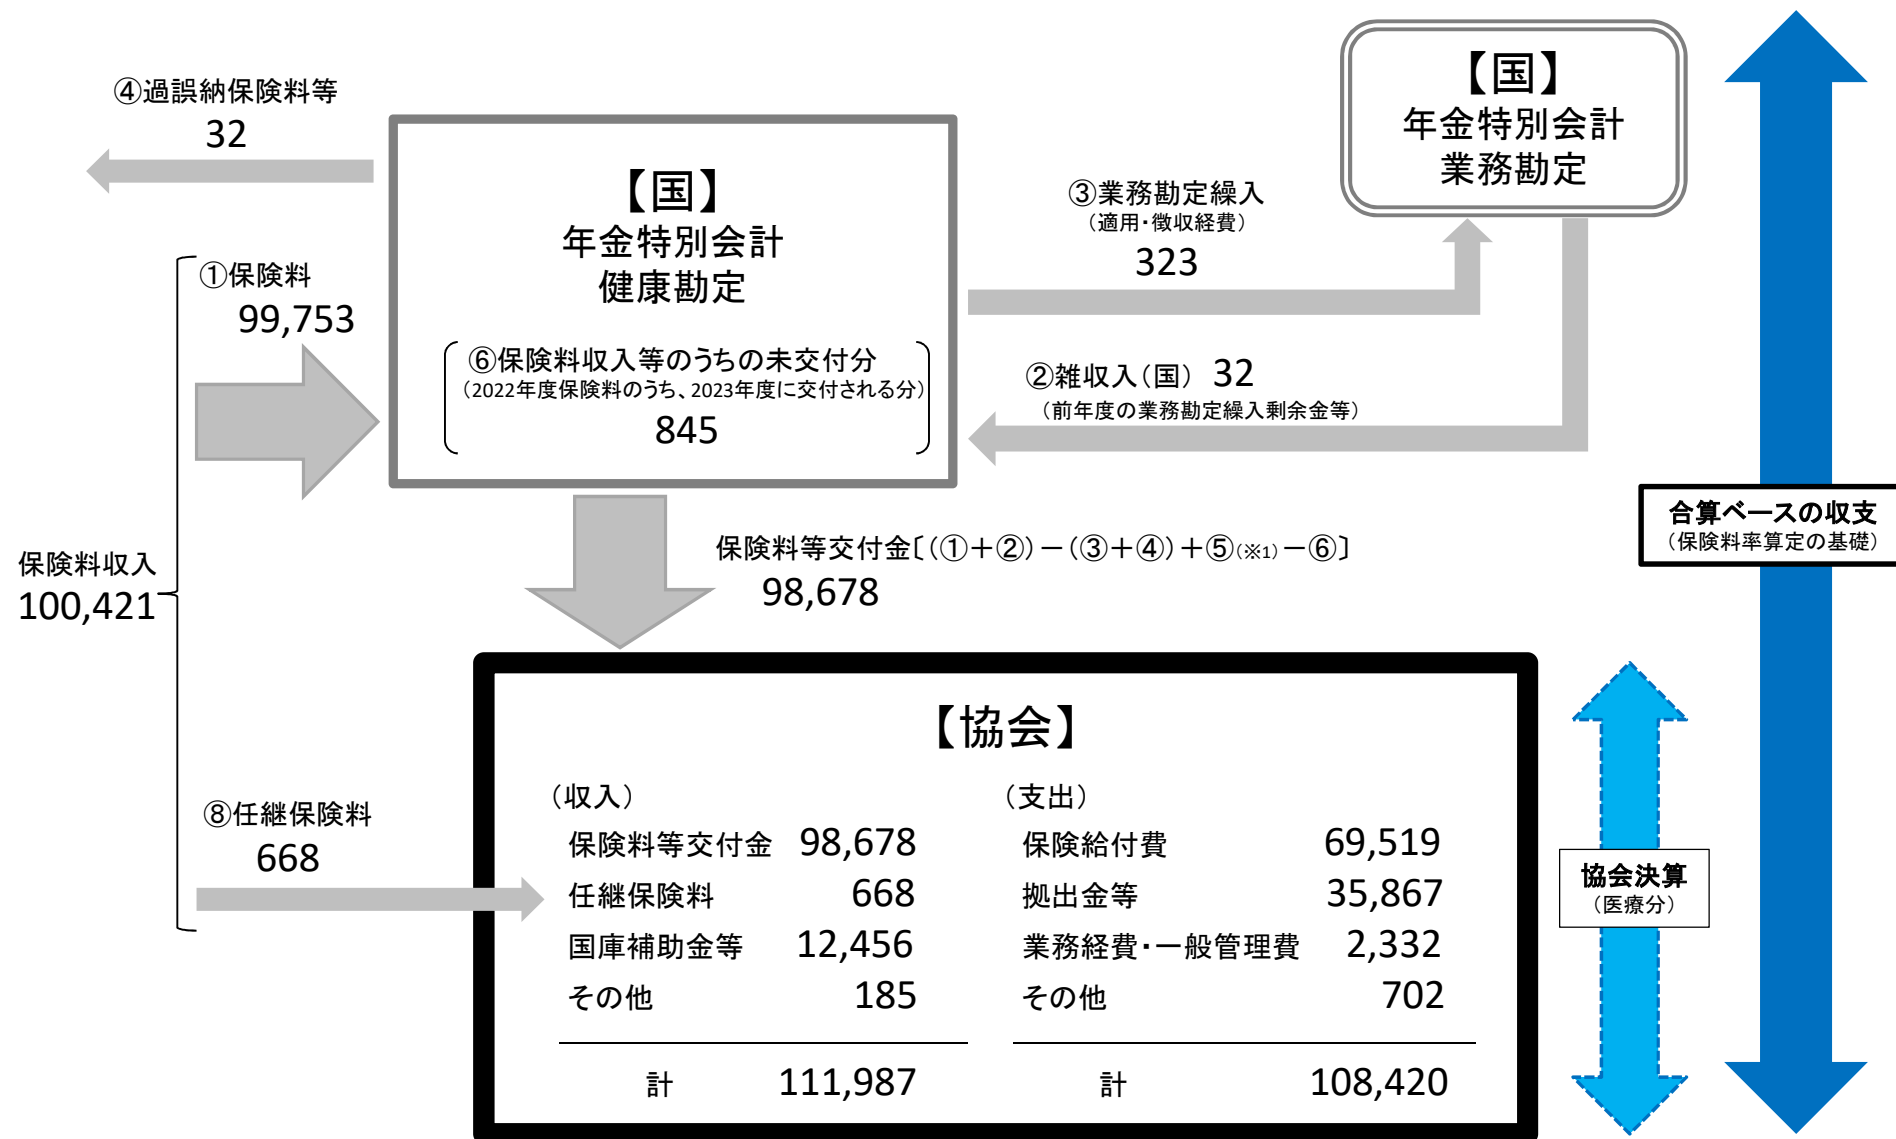 ④過誤納保険料等
32
【国】
年金特別会計
業務勘定
【国】
年金特別会計
健康勘定
③業務勘定繰入
（適用・徴収経費）
323
①保険料
99,753
⑥保険料収入等のうちの未交付分
（2022年度保険料のうち、2023年度に交付される分）
845
②雑収入（国） 32
（前年度の業務勘定繰入剰余金等）
合算ベースの収支
（保険料率算定の基礎）
保険料収入
100,421
保険料等交付金〔（①＋②）－（③＋④）＋⑤（※1）－⑥〕
98,678
【協会】
（収入） （支出）
保険料等交付金 98,678 保険給付費 69,519
任継保険料 668 拠出金等 35,867
国庫補助金等 12,456 業務経費・一般管理費 2,332
その他 185 その他 702
計 111,987 計 108,420
⑧任継保険料
668
協会決算
（医療分）